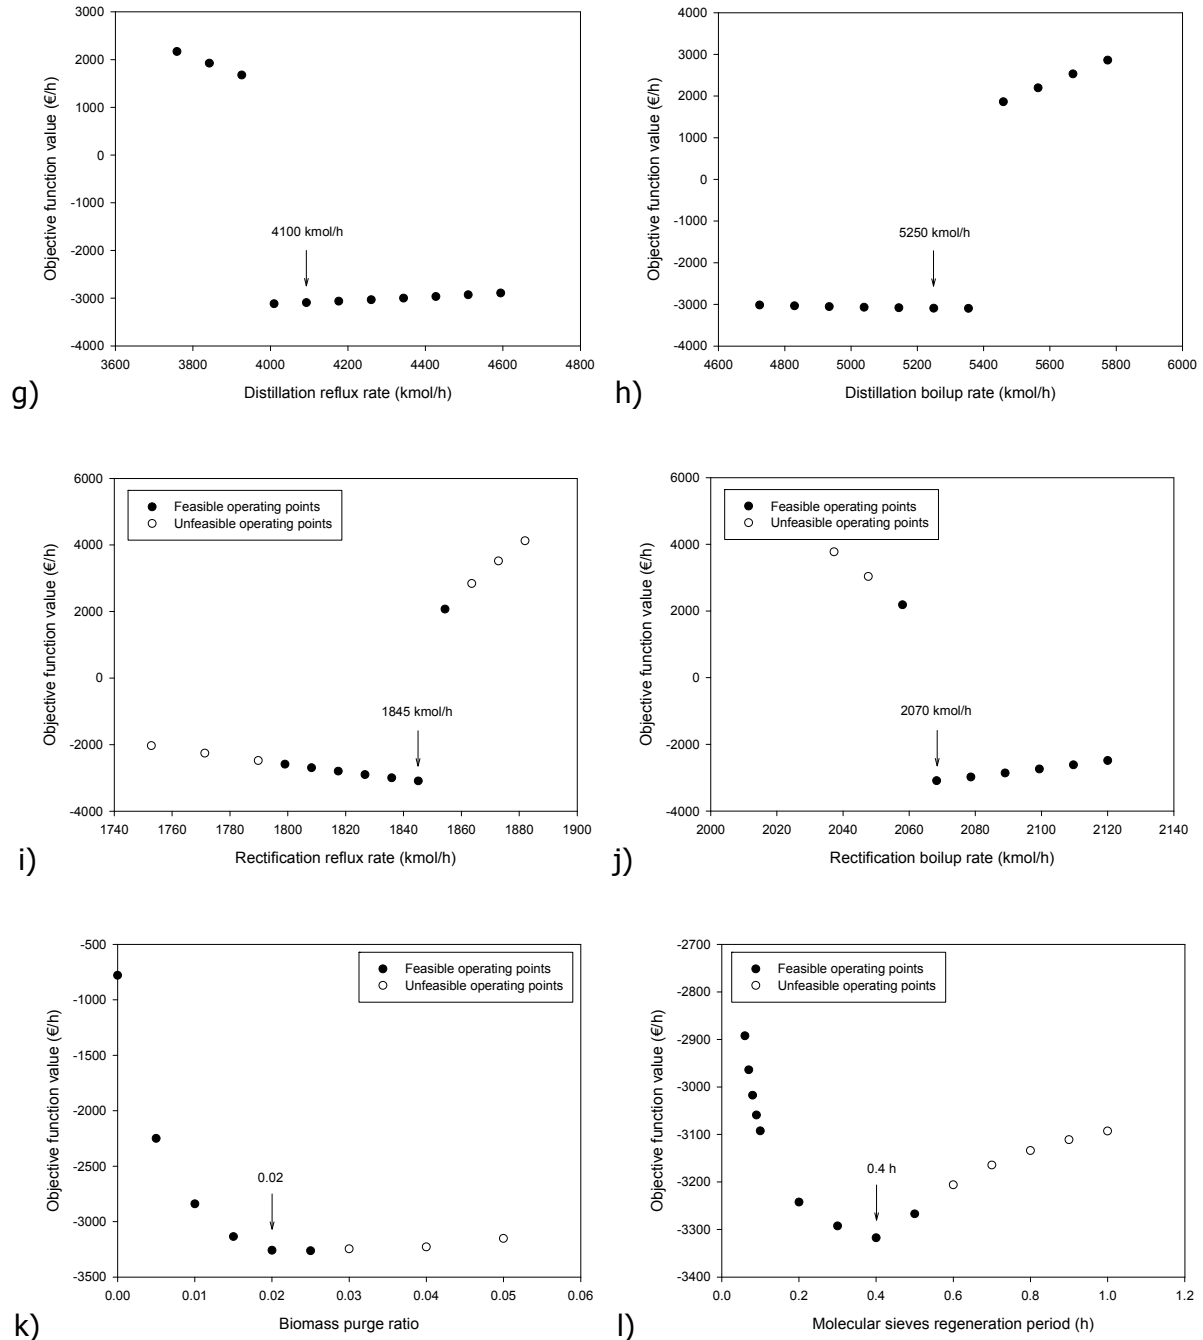 3000
2000
1000
0
-1000
-2000
-3000
-4000
Objective function value (€/h)
4100 kmol/h
3600 3800 4000 4200 4400 4600 4800
Distillation reflux rate (kmol/h)
g)
4000
3000
2000
1000
0
-1000
-2000
-3000
-4000
Objective function value (€/h)
5250 kmol/h
4600 4800 5000 5200 5400 5600 5800 6000
Distillation boilup rate (kmol/h)
h)
6000
4000
2000
0
-2000
-4000
Objective function value (€/h)
Feasible operating points
Unfeasible operating points
1845 kmol/h
1740 1760 1780 1800 1820 1840 1860 1880 1900
Rectification reflux rate (kmol/h)
i)
6000
4000
2000
0
-2000
-4000
Objective function value (€/h)
Feasible operating points
Unfeasible operating points
2070 kmol/h
2000 2020 2040 2060 2080 2100 2120 2140
Rectification boilup rate (kmol/h)
j)
-500
-1000
-1500
-2000
-2500
-3000
-3500
Objective function value (€/h)
Feasible operating points
Unfeasible operating points
0.02
0.00 0.01 0.02 0.03 0.04 0.05 0.06
Biomass purge ratio
k)
-2700
-2800
-2900
-3000
-3100
-3200
-3300
-3400
Objective function value (€/h)
Feasible operating points
Unfeasible operating points
0.4 h
0.0 0.2 0.4 0.6 0.8 1.0 1.2
Molecular sieves regeneration period (h)
l)